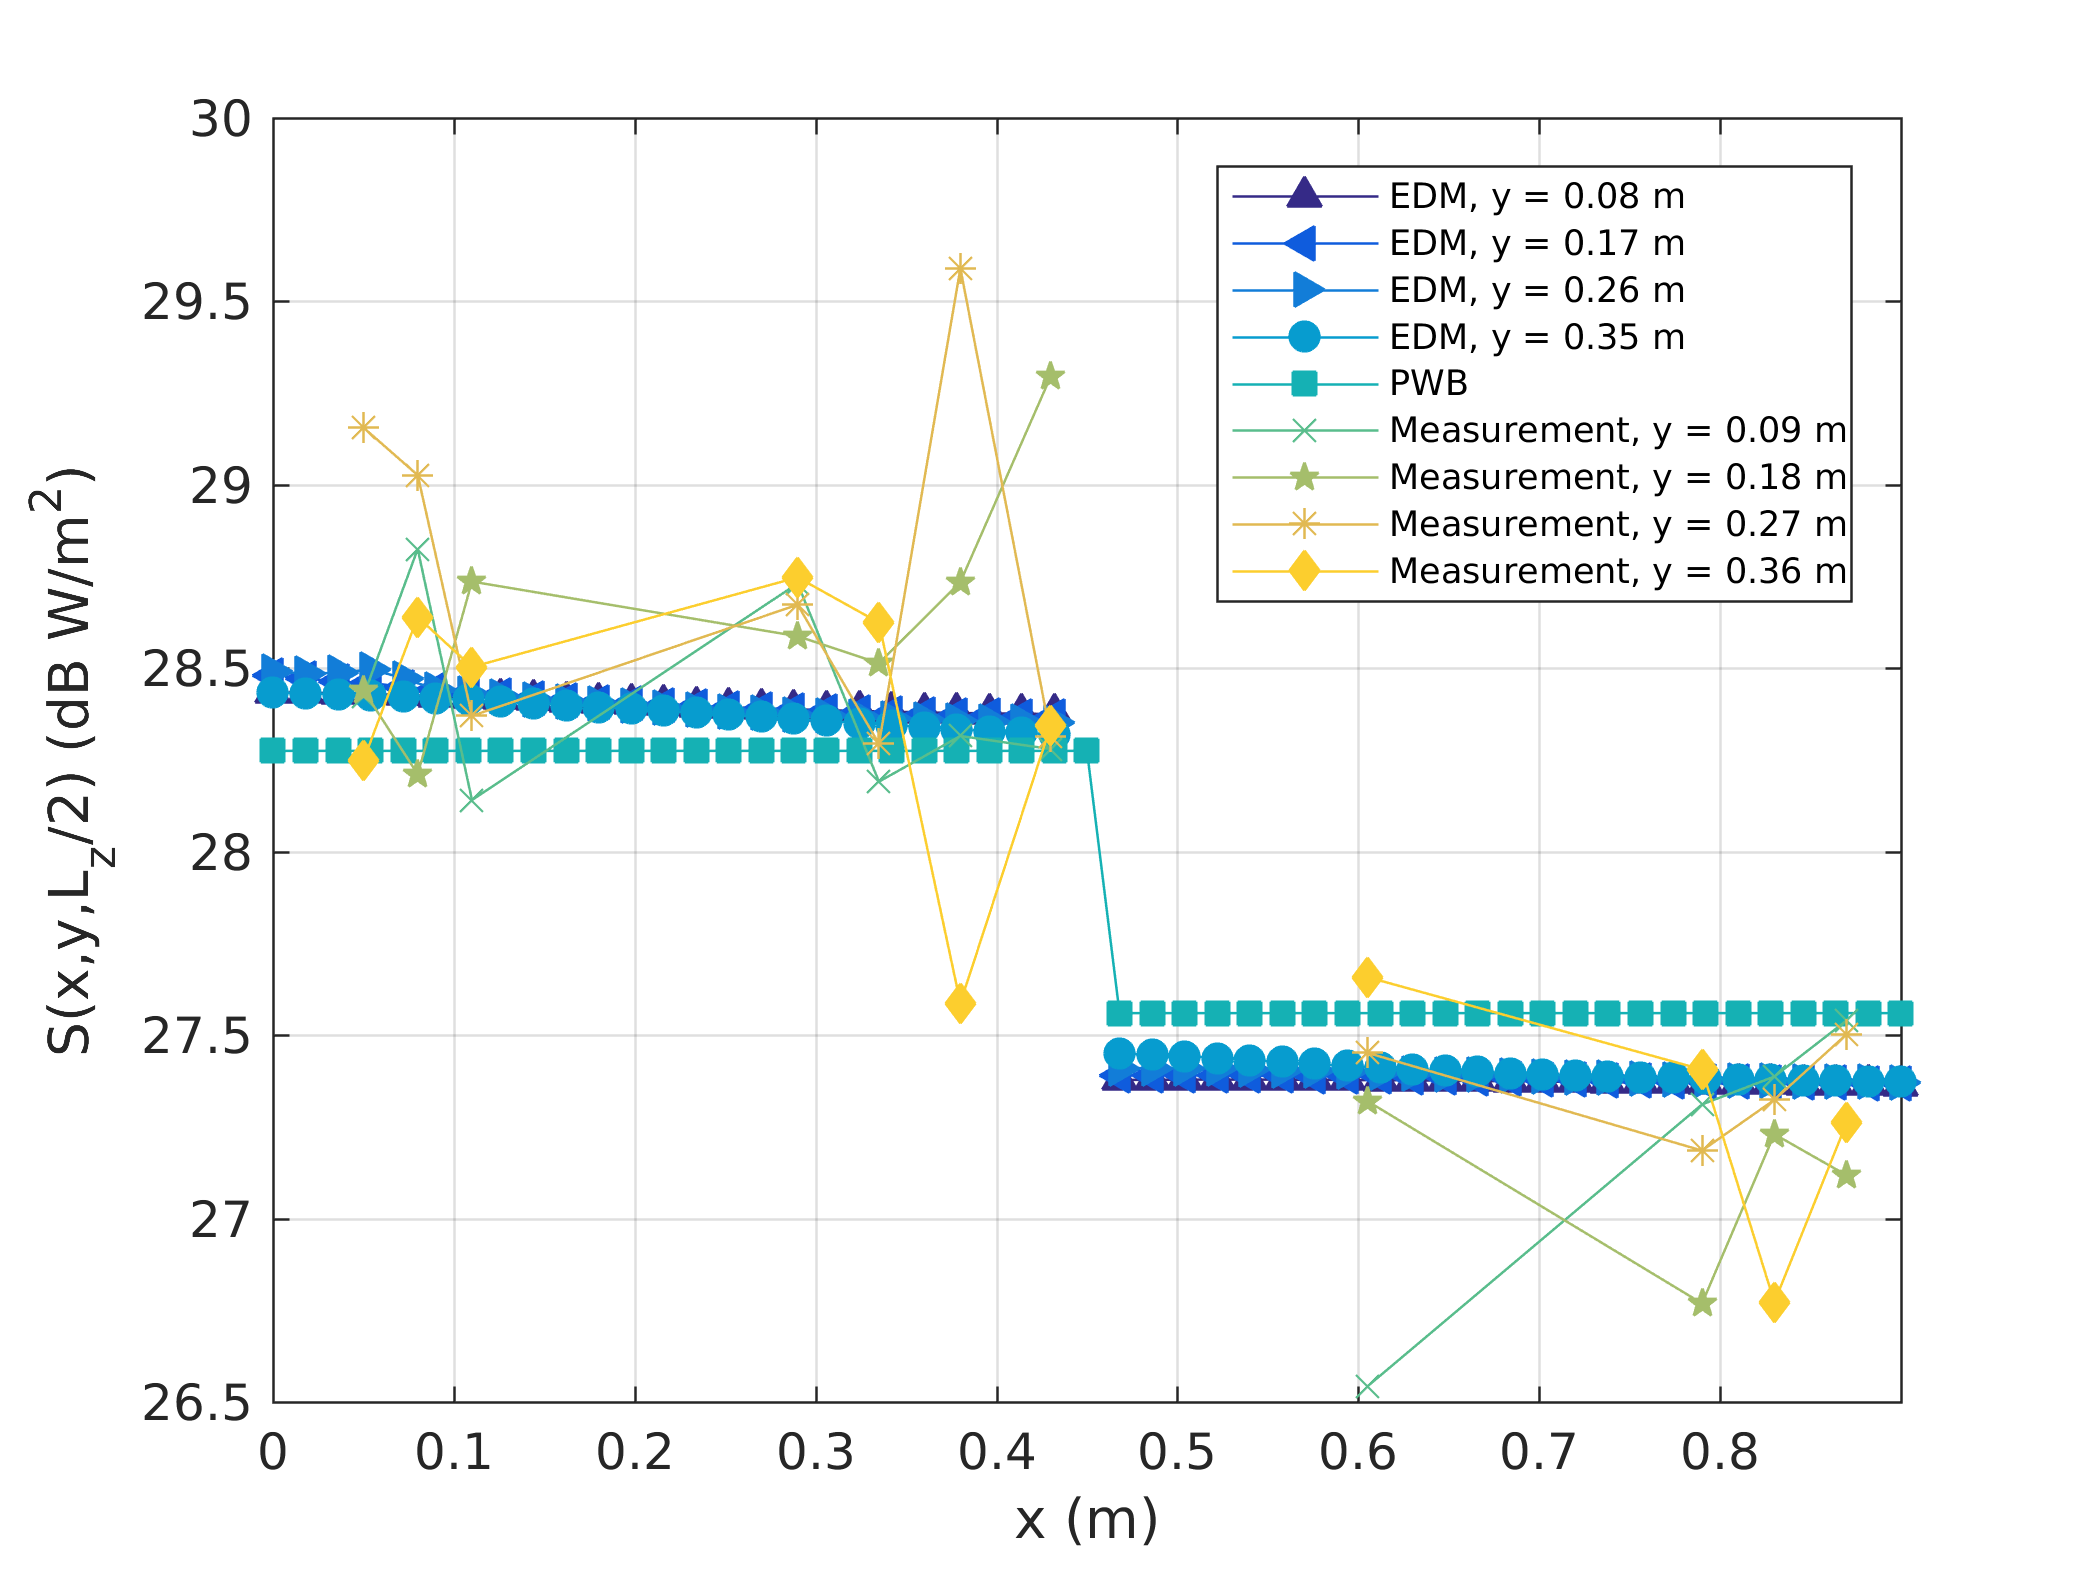 30
29.5
29
28.5
28
27.5
27
26.5
S(x,y,L_z/2) (dB W/m²)
EDM, y = 0.08 m
EDM, y = 0.17 m
EDM, y = 0.26 m
EDM, y = 0.35 m
PWB
Measurement, y = 0.09 m
Measurement, y = 0.18 m
Measurement, y = 0.27 m
Measurement, y = 0.36 m
0 0.1 0.2 0.3 0.4 0.5 0.6 0.7 0.8
x (m)